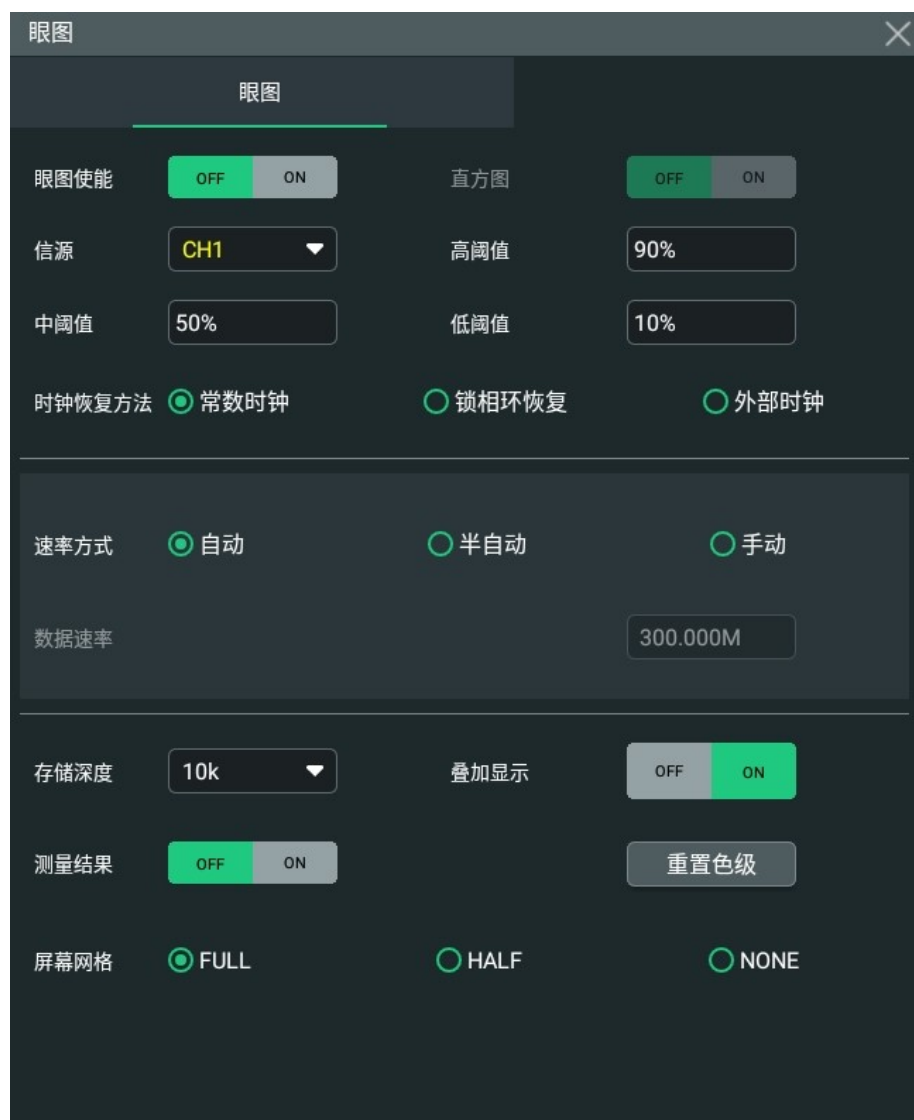 眼图
眼图
眼图使能 OFF ON 直方图 OFF ON
信源 CH1 高阈值 90%
中阈值 50% 低阈值 10%
时钟恢复方法 常数时钟 锁相环恢复 外部时钟
速率方式 自动 半自动 手动
数据速率 300.000M
存储深度 10k 叠加显示 OFF ON
测量结果 OFF ON 重置色级
屏幕网格 FULL HALF NONE